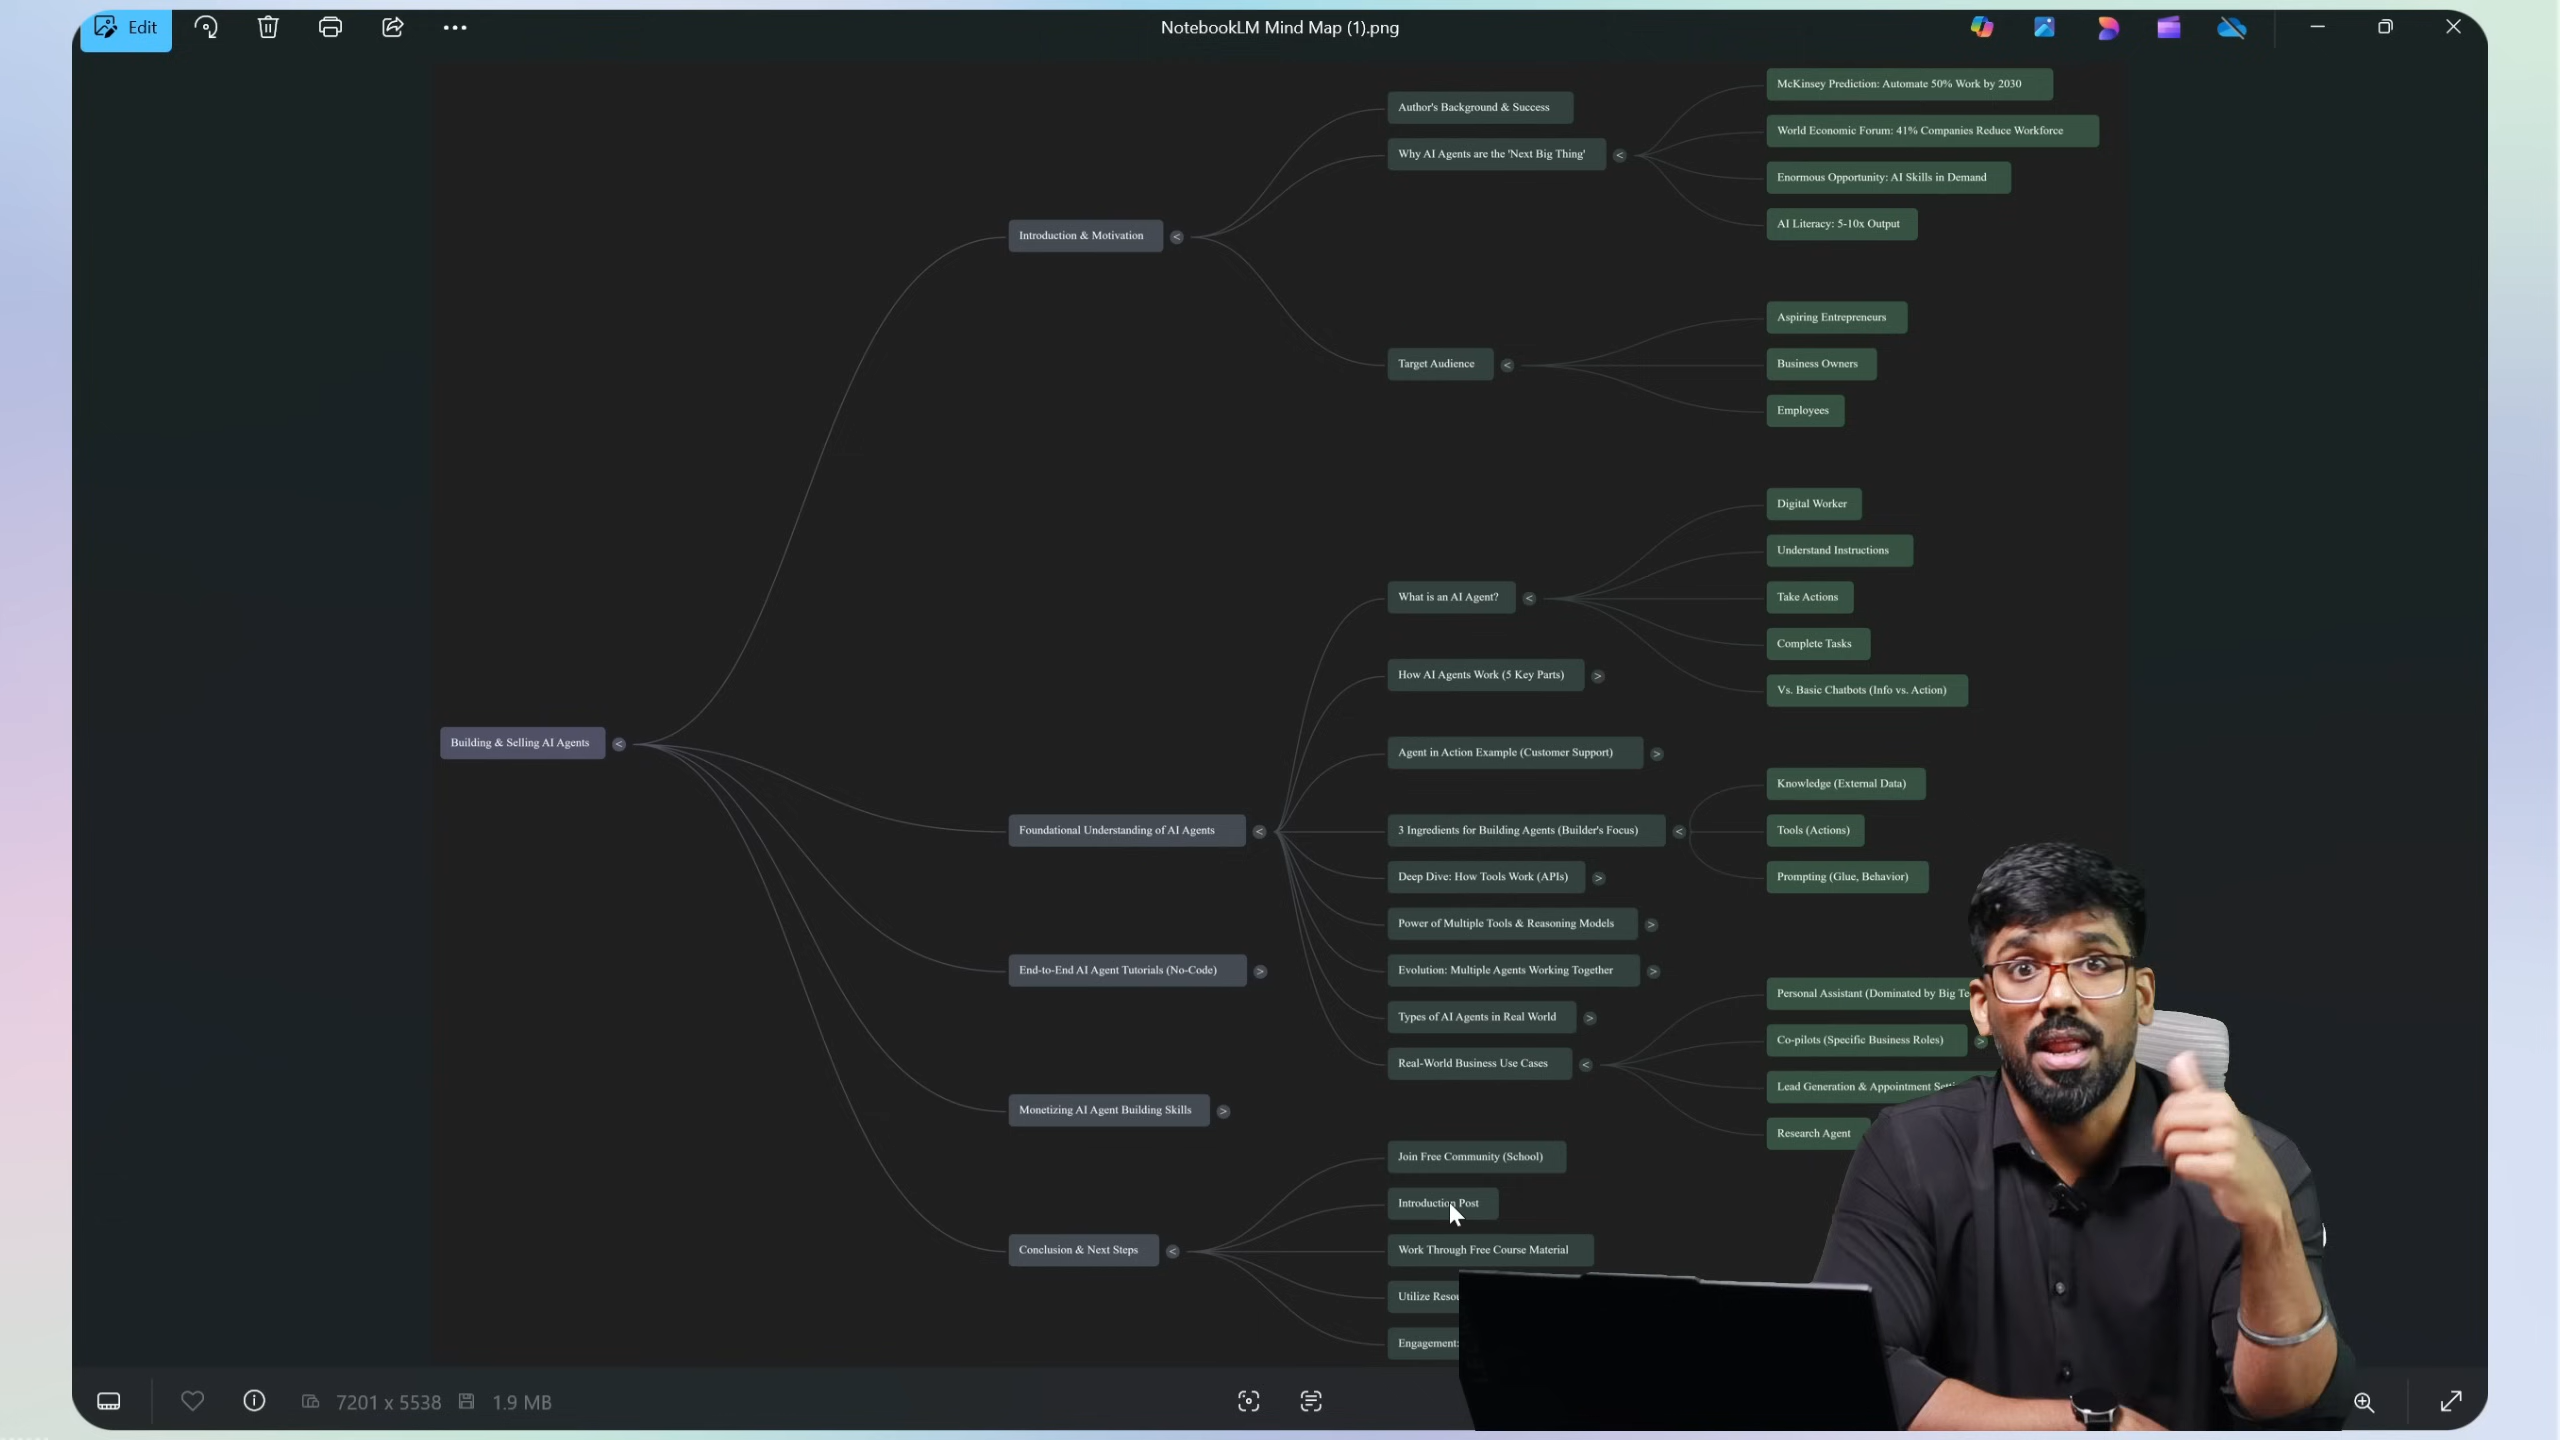 Edit
NotebookLM Mind Map (1).png
McKinsey Prediction: Automate 50% Work by 2030
Author's Background & Success
World Economic Forum: 41% Companies Reduce Workforce
Why AI Agents are the 'Next Big Thing'
Enormous Opportunity: AI Skills in Demand
AI Literacy: 5-10x Output
Introduction & Motivation
Aspiring Entrepreneurs
Target Audience
Business Owners
Employees
Digital Worker
Understand Instructions
What is an AI Agent?
Take Actions
Complete Tasks
How AI Agents Work (5 Key Parts)
Vs. Basic Chatbots (Info vs. Action)
Building & Selling AI Agents
Agent in Action Example (Customer Support)
Knowledge (External Data)
Foundational Understanding of AI Agents
3 Ingredients for Building Agents (Builder's Focus)
Tools (Actions)
Deep Dive: How Tools Work (APIs)
Prompting (Glue, Behavior)
Power of Multiple Tools & Reasoning Models
End-to-End AI Agent Tutorials (No-Code)
Evolution: Multiple Agents Working Together
Personal Assistant (Dominated by Big
Types of AI Agents in Real World
Co-pilots (Specific Business Roles)
Real-World Business Use Cases
Lead Generation & Appointment
Monetizing AI Agent Building Skills
Research Agent
Join Free Community (School)
Introduction Post
Conclusion & Next Steps
Work Through Free Course Material
Utilize
Engagement:
7201 x 5538
1.9 MB